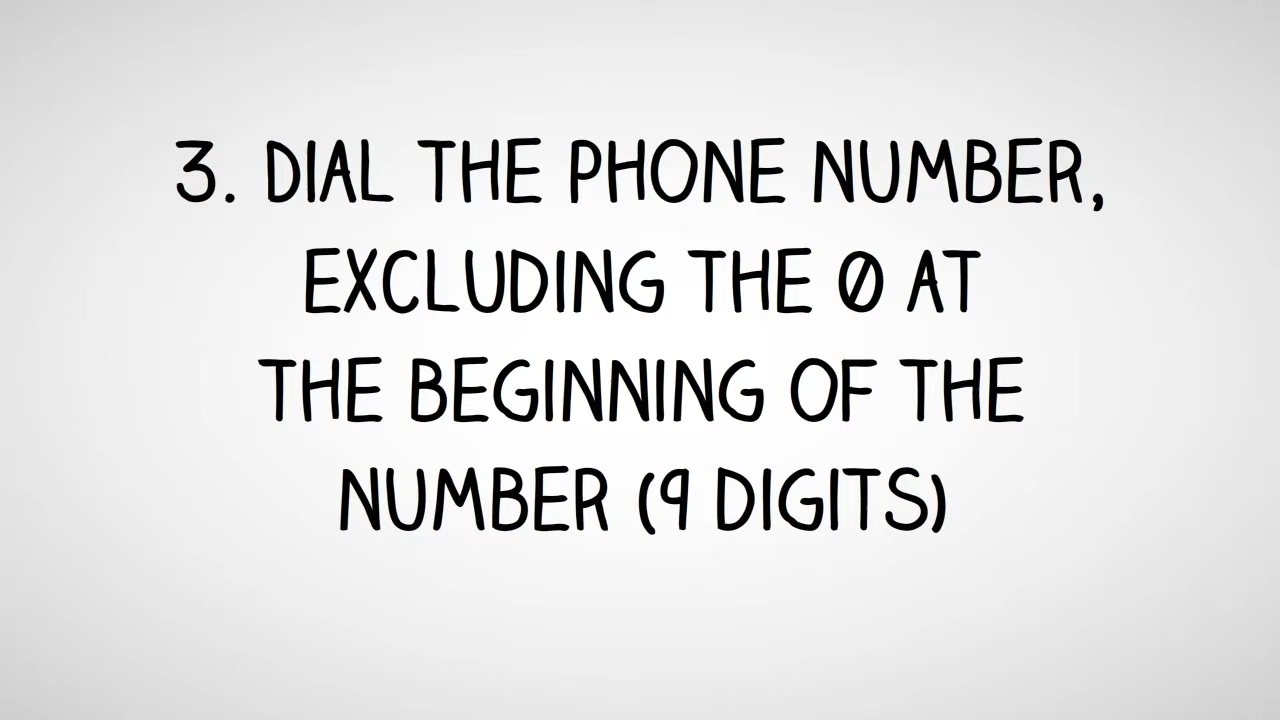 3. DIAL THE PHONE NUMBER,
EXCLUDING THE 0 AT
THE BEGINNING OF THE
NUMBER (9 DIGITS)